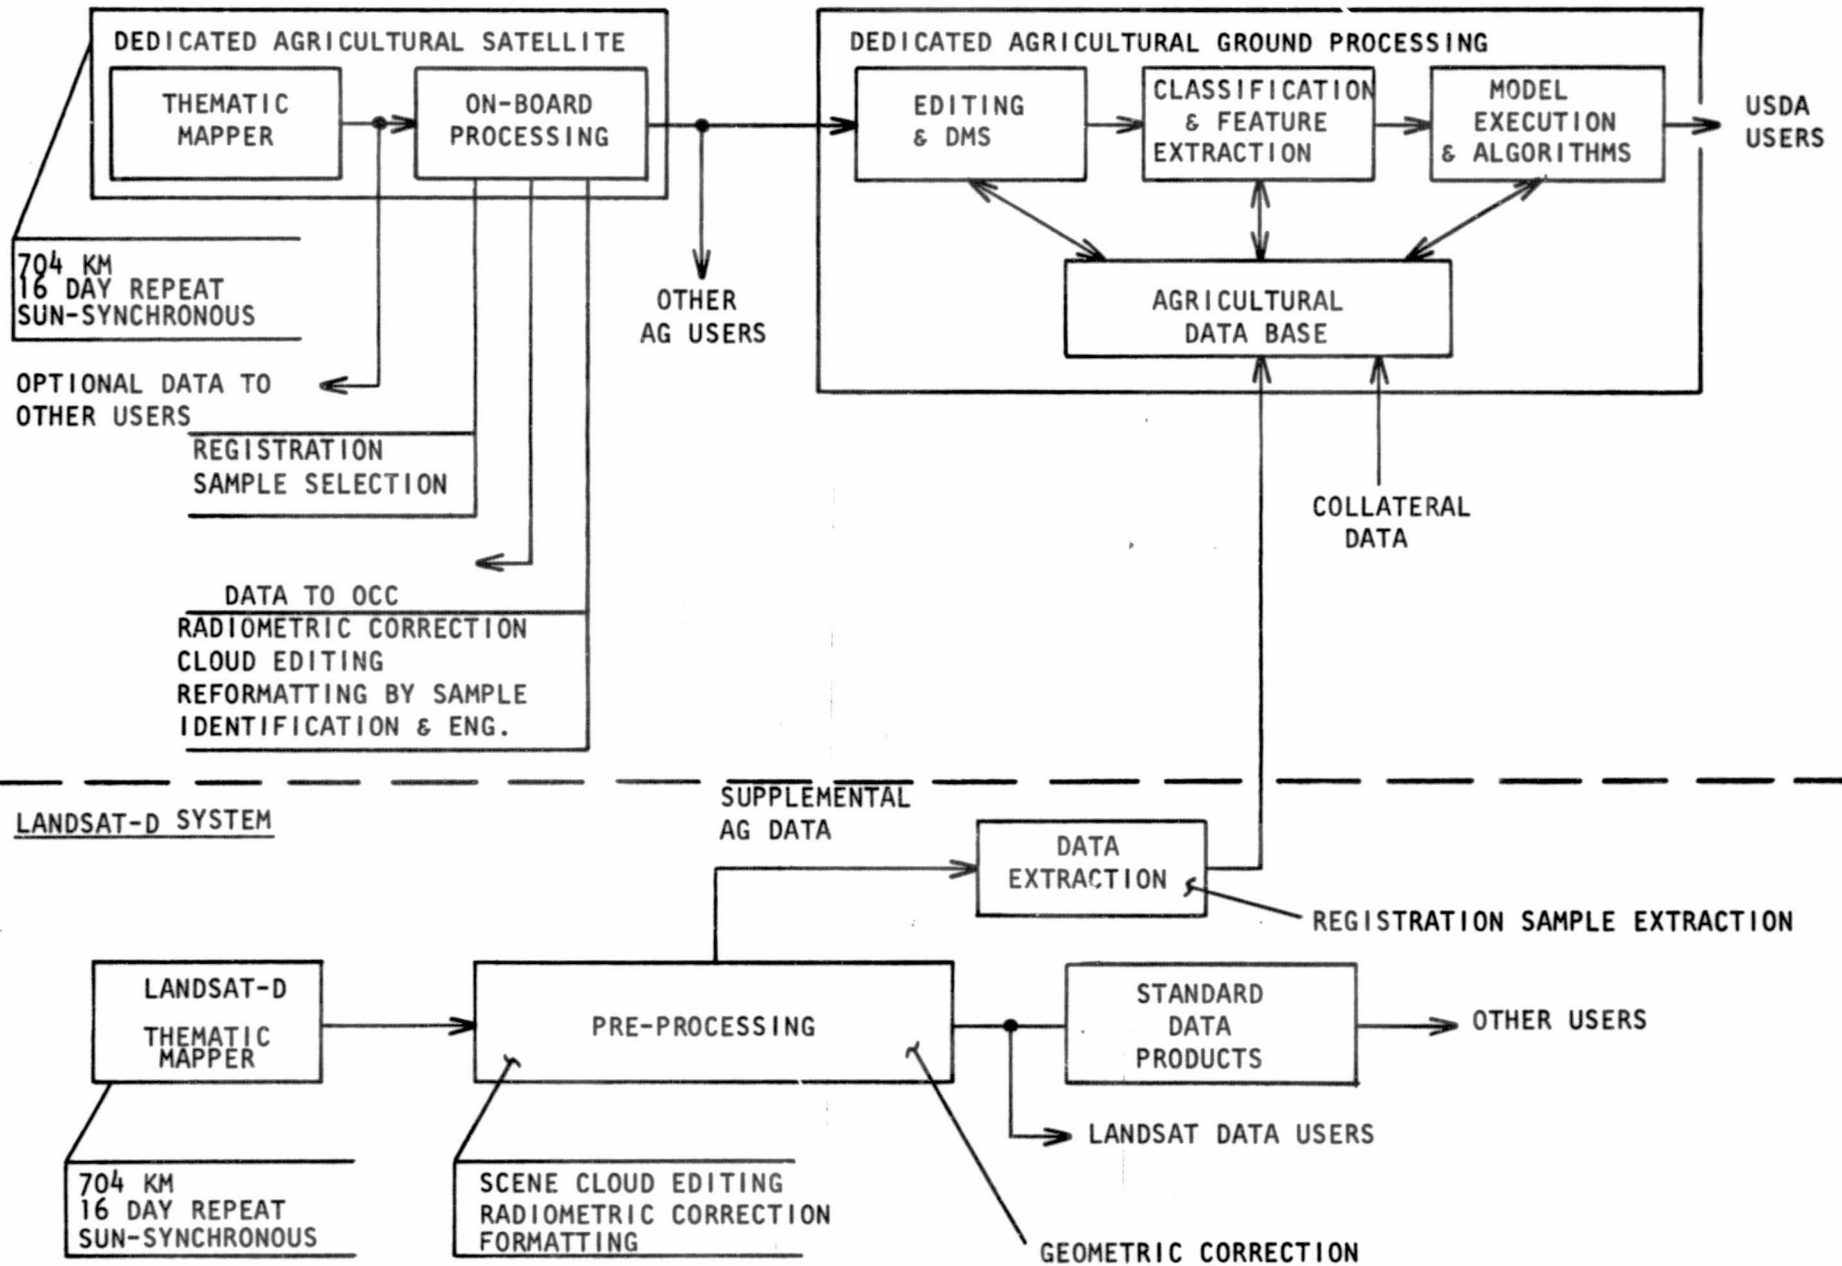 DEDICATED AGRICULTURAL SATELLITE
THEMATIC
MAPPER
ON-BOARD
PROCESSING
704 KM
16 DAY REPEAT
SUN-SYNCHRONOUS
OPTIONAL DATA TO
OTHER USERS
REGISTRATION
SAMPLE SELECTION
DATA TO OCC
RADIOMETRIC CORRECTION
CLOUD EDITING
REFORMATTING BY SAMPLE
IDENTIFICATION & ENG.
OTHER
AG USERS
DEDICATED AGRICULTURAL GROUND PROCESSING
EDITING
& DMS
CLASSIFICATION
& FEATURE
EXTRACTION
MODEL
EXECUTION
& ALGORITHMS
USDA
USERS
AGRICULTURAL
DATA BASE
COLLATERAL
DATA
LANDSAT-D SYSTEM
SUPPLEMENTAL
AG DATA
DATA
EXTRACTION
REGISTRATION SAMPLE EXTRACTION
LANDSAT-D
THEMATIC
MAPPER
PRE-PROCESSING
STANDARD
DATA
PRODUCTS
OTHER USERS
LANDSAT DATA USERS
704 KM
16 DAY REPEAT
SUN-SYNCHRONOUS
SCENE CLOUD EDITING
RADIOMETRIC CORRECTION
FORMATTING
GEOMETRIC CORRECTION